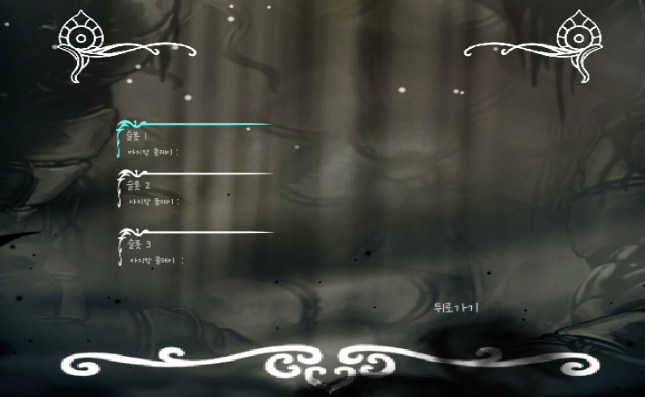 슬롯 1
마지막 플레이 :
슬롯 2
마지막 플레이 :
슬롯 3
마지막 플레이 :
뒤로가기